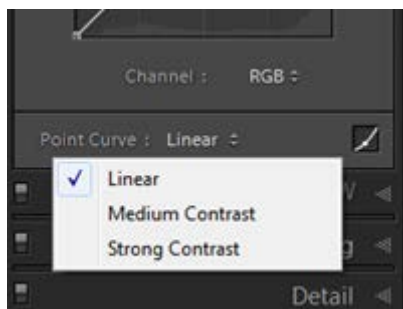 Channel : RGB
Point Curve : Linear
Linear
Medium Contrast
Strong Contrast
Detail